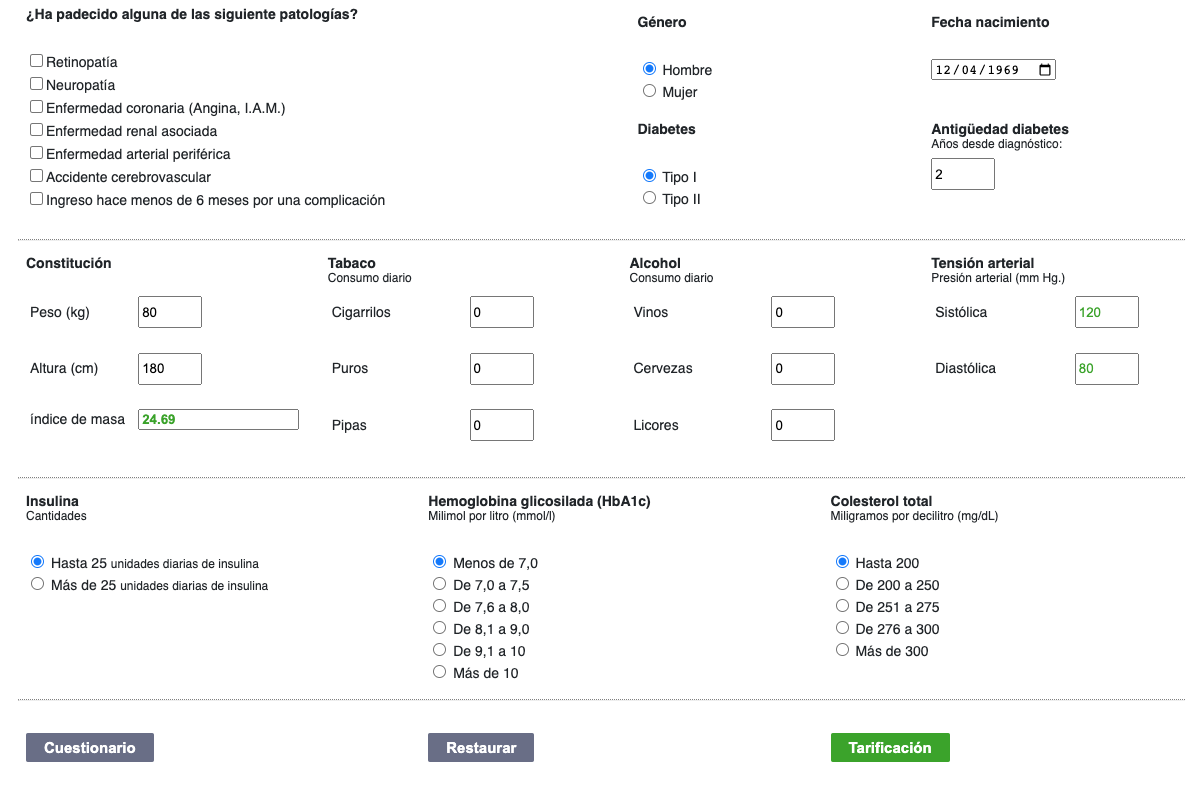 ¿Ha padecido alguna de las siguiente patologías?
Retinopatía
Neuropatía
Enfermedad coronaria (Angina, I.A.M.)
Enfermedad renal asociada
Enfermedad arterial periférica
Accidente cerebrovascular
Ingreso hace menos de 6 meses por una complicación
Género
Hombre
Mujer
Fecha nacimiento
12/04/1969
Diabetes
Tipo I
Tipo II
Antigüedad diabetes
Años desde diagnóstico:
2
Constitución
Peso (kg) 80
Altura (cm) 180
índice de masa 24.69
Tabaco
Consumo diario
Cigarrilos 0
Puros 0
Pipas 0
Alcohol
Consumo diario
Vinos 0
Cervezas 0
Licores 0
Tensión arterial
Presión arterial (mm Hg.)
Sistólica 120
Diastólica 80
Insulina
Cantidades
Hasta 25 unidades diarias de insulina
Más de 25 unidades diarias de insulina
Hemoglobina glicosilada (HbA1c)
Milimol por litro (mmol/l)
Menos de 7,0
De 7,0 a 7,5
De 7,6 a 8,0
De 8,1 a 9,0
De 9,1 a 10
Más de 10
Colesterol total
Miligramos por decilitro (mg/dL)
Hasta 200
De 200 a 250
De 251 a 275
De 276 a 300
Más de 300
Cuestionario
Restaurar
Tarificación